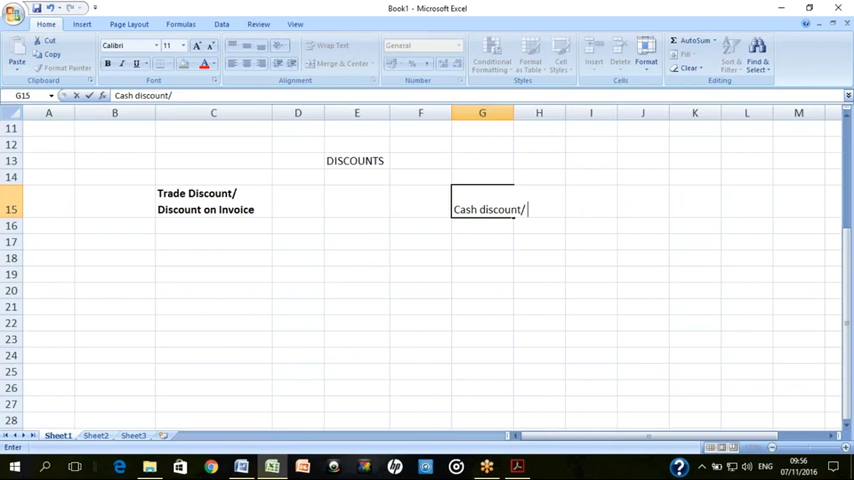 Book1 - Microsoft Excel
Home Insert Page Layout Formulas Data Review View
Cut
Copy
Paste
Format Painter
Calibri 11
B I U
Wrap Text
Merge & Center
General
Conditional Formatting
Format as Table
Cell Styles
Insert Delete Format
AutoSum
Fill
Clear
Sort & Filter
Find & Select
Clipboard Font Alignment Number Styles Cells Editing
G15 Cash discount/
A B C D E F G H I J K L M
11
12
13 DISCOUNTS
14
Trade Discount/
15 Discount on Invoice Cash discount/
16
17
18
19
20
21
22
23
24
25
26
27
28
Sheet1 Sheet2 Sheet3
Enter
ENG
09:56
07/11/2016